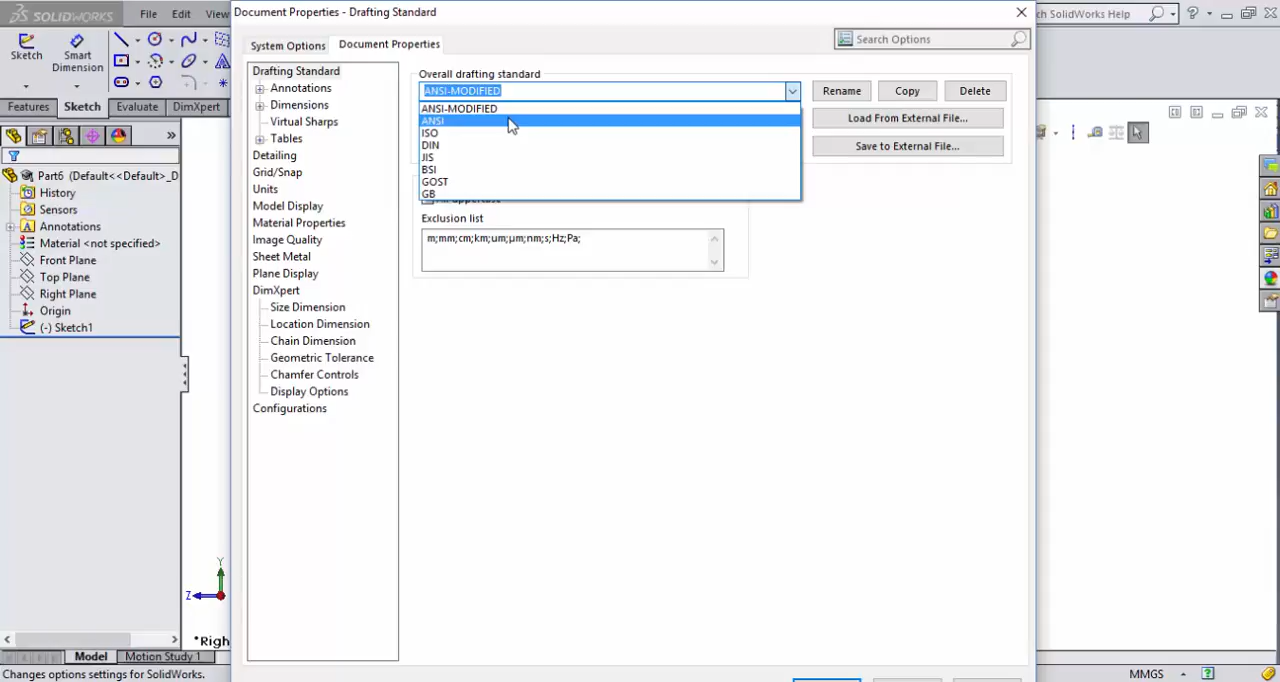 SOLIDWORKS
File Edit View
Document Properties - Drafting Standard
SolidWorks Help
Sketch
Smart Dimension
Features Sketch Evaluate DimXpert
System Options Document Properties
Search Options
Part6 (Default<<Default>_D
History
Sensors
Annotations
Material <not specified>
Front Plane
Top Plane
Right Plane
Origin
(-) Sketch1
Drafting Standard
Annotations
Dimensions
Virtual Sharps
Tables
Detailing
Grid/Snap
Units
Model Display
Material Properties
Image Quality
Sheet Metal
Plane Display
DimXpert
Size Dimension
Location Dimension
Chain Dimension
Geometric Tolerance
Chamfer Controls
Display Options
Configurations
Overall drafting standard
ANSI-MODIFIED
ANSI-MODIFIED
ANSI
ISO
DIN
JIS
BSI
GOST
GB
Rename Copy Delete
Load From External File...
Save to External File...
Exclusion list
m;mm;cm;km;um;µm;nm;s;Hz;Pa;
Y
Z
*Righ
Model Motion Study 1
Changes options settings for SolidWorks.
MMGS